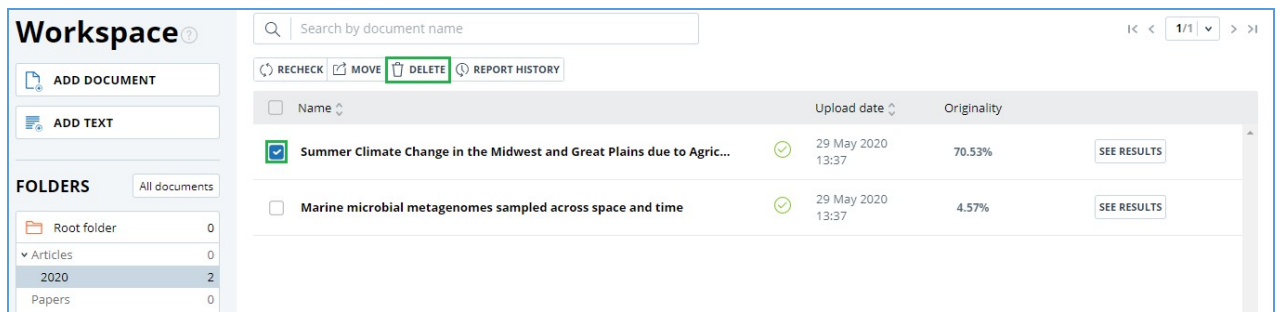 Workspace ?
ADD DOCUMENT
ADD TEXT
FOLDERS All documents
Root folder 0
Articles 0
2020 2
Papers 0
Search by document name
1/1
RECHECK MOVE DELETE REPORT HISTORY
Name Upload date Originality
Summer Climate Change in the Midwest and Great Plains due to Agric... 29 May 2020 70.53% SEE RESULTS
13:37
Marine microbial metagenomes sampled across space and time 29 May 2020 4.57% SEE RESULTS
13:37